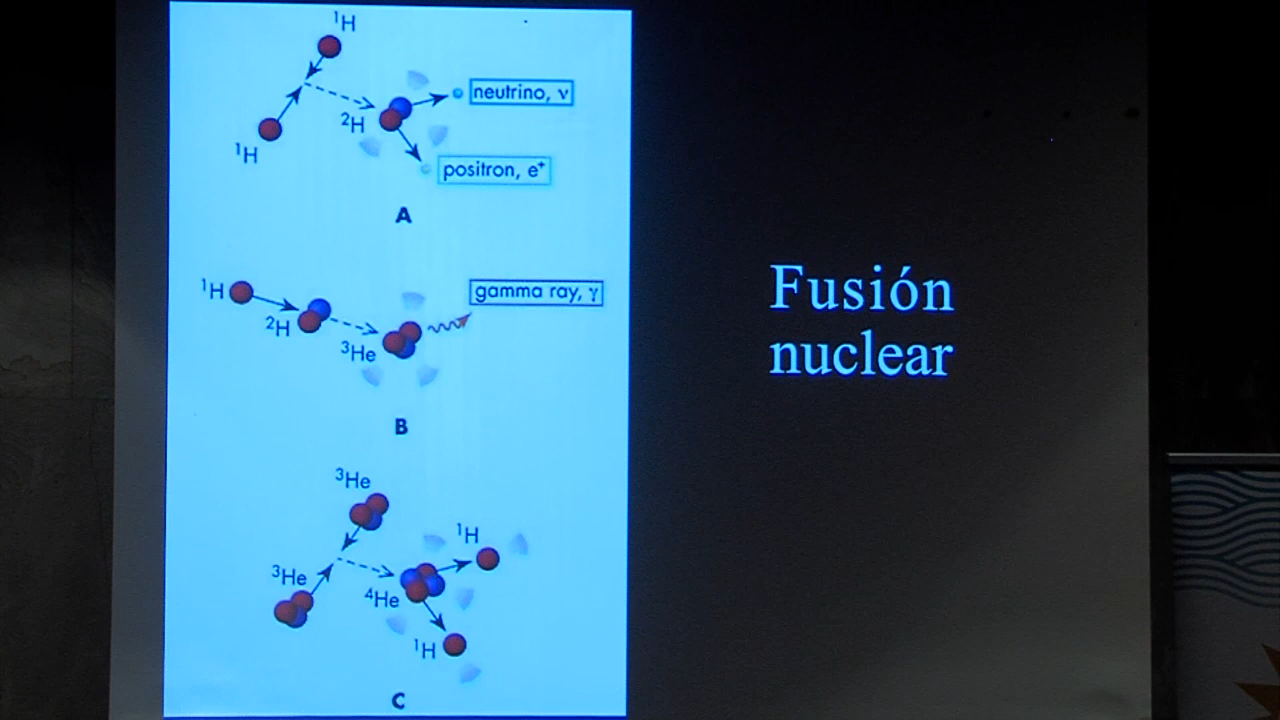 ¹H
¹H
²H
neutrino, ν
positron, e⁺
A
¹H
²H
³He
gamma ray, γ
B
³He
³He
⁴He
¹H
¹H
C
Fusión
nuclear